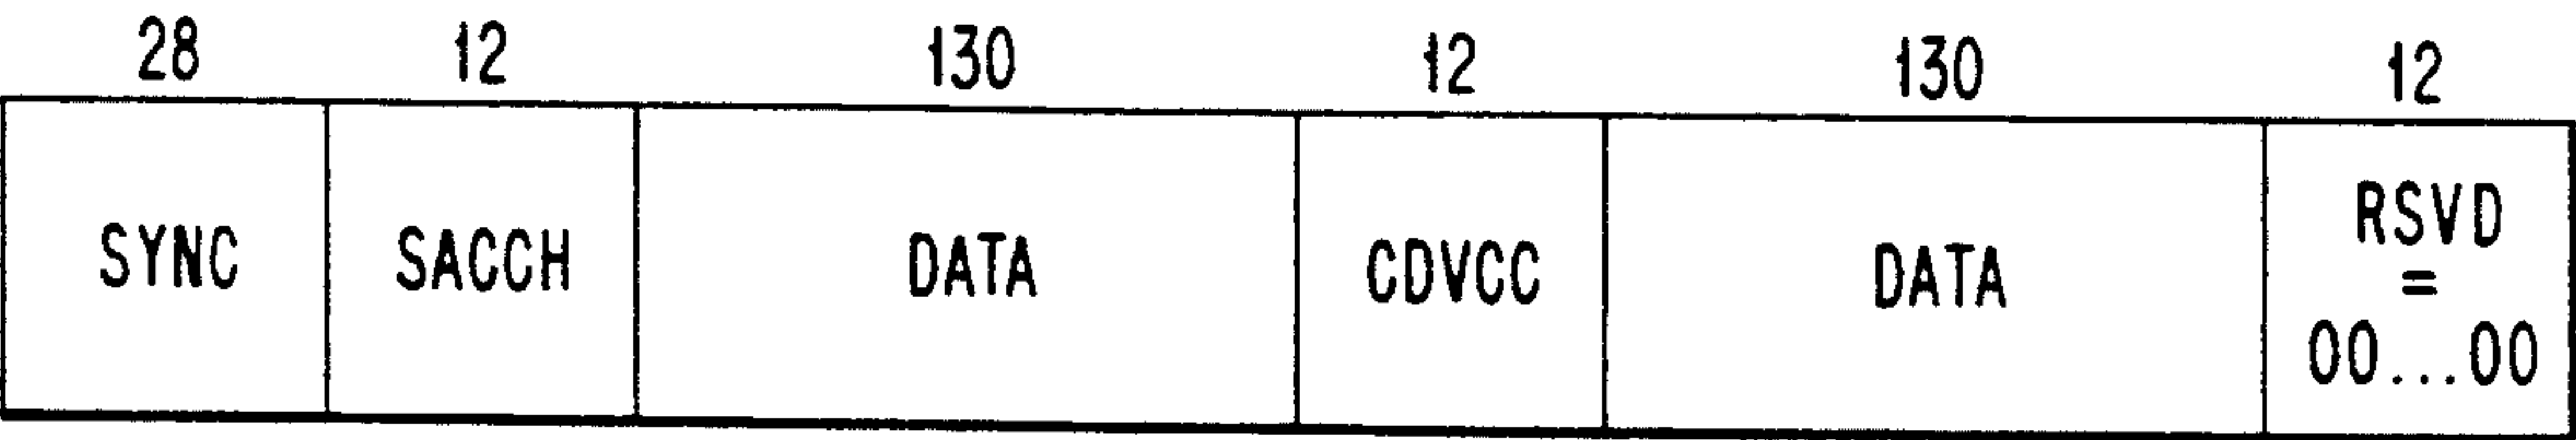 28 12 130 12 130 12
SYNC SACCH DATA CDVCC DATA RSVD
=
00...00